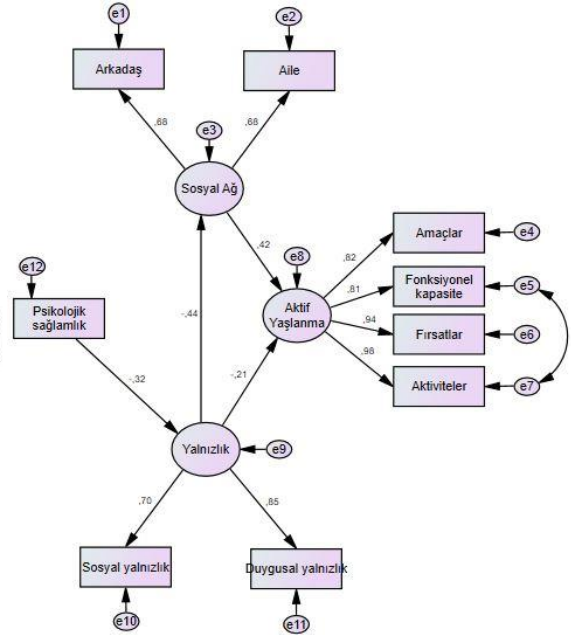 e1
e2
Arkadaş
Aile
,68
,68
e3
Sosyal Ağ
,42
Amaçlar
e4
e8
,82
Fonksiyonel
kapasite
e5
,81
e12
Psikolojik
sağlamlık
-,44
Aktif
Yaşlanma
,94
Fırsatlar
e6
,98
Aktiviteler
e7
-,32
-,21
Yalnızlık
e9
,70
,85
Sosyal yalnızlık
Duygusal yalnızlık
e10
e11